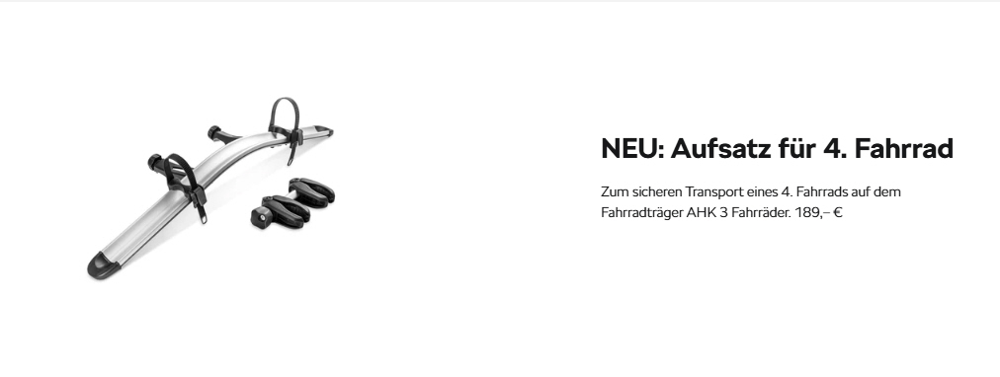 NEU: Aufsatz für 4. Fahrrad
Zum sicheren Transport eines 4. Fahrrads auf dem
Fahrradträger AHK 3 Fahrräder. 189,– €